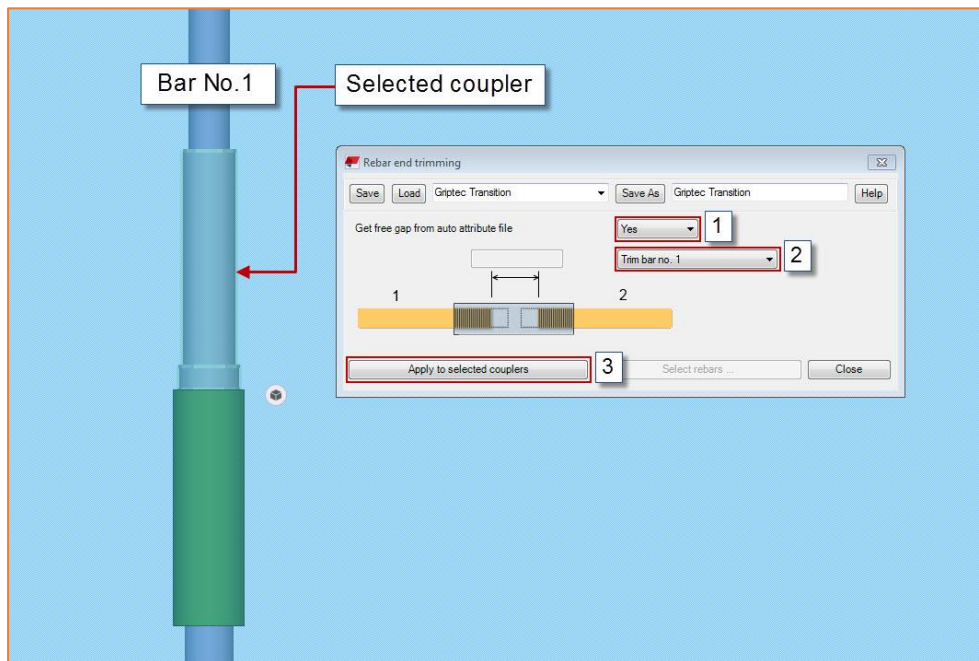 Bar No.1
Selected coupler
Rebar end trimming
Save Load Griptec Transition Save As Griptec Transition Help
Get free gap from auto attribute file Yes 1
Trim bar no. 1 2
1 2
Apply to selected couplers 3 Select rebars ... Close